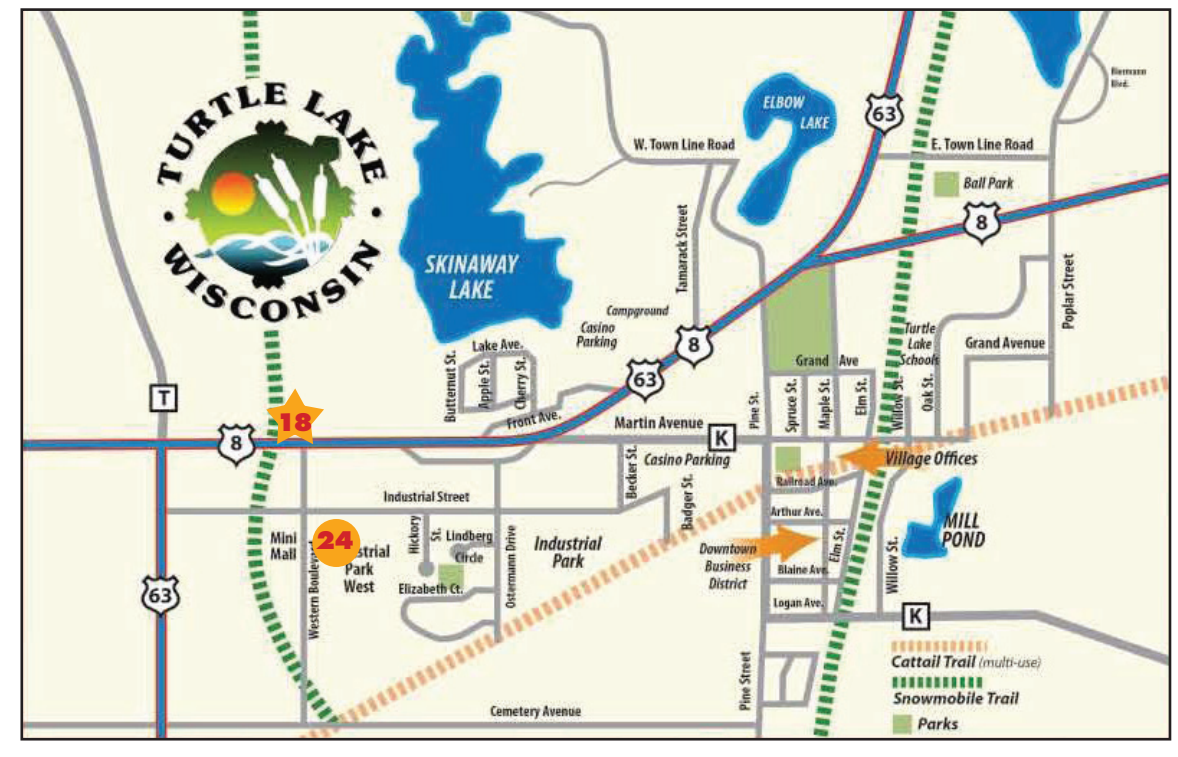 TURTLE LAKE
• WISCONSIN •
ELBOW
LAKE
63
Biermann
Blvd.
W. Town Line Road
E. Town Line Road
Ball Park
8
Tamarack Street
SKINAWAY
LAKE
Poplar Street
Campground
Casino
Parking
8
63
Turtle
Lake
Schools
Grand Avenue
Lake Ave.
Butternut St.
Apple St.
Cherry St.
Grand Ave
Pine St.
Spruce St.
Maple St.
Elm St.
Willow St.
Oak St.
T
18
8
Front Ave.
Martin Avenue
K
Casino Parking
Village Offices
Becker St.
Badger St.
Railroad Ave.
Industrial Street
Arthur Ave.
Mini
Mall
24
strial
Park
West
Western Boulevar
Hickory
St.
Lindberg
Circle
Elizabeth Ct.
Ostermann Drive
Industrial
Park
Downtown
Business
District
Elm St.
Blaine Ave.
Willow St.
MILL
POND
Logan Ave.
63
K
Pine Street
Cemetery Avenue
Cattail Trail (multi-use)
Snowmobile Trail
Parks